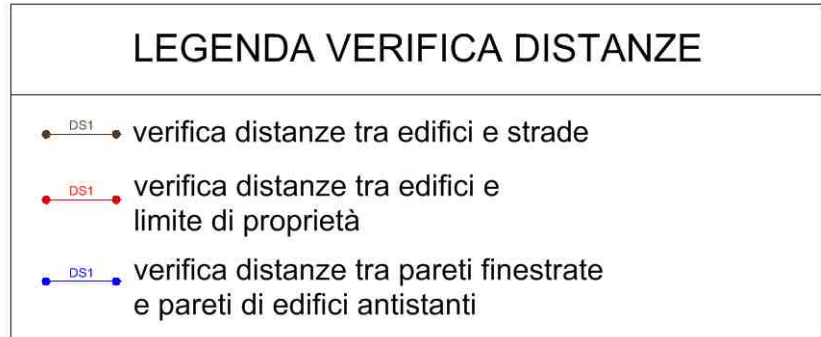 LEGENDA VERIFICA DISTANZE
DS1 verifica distanze tra edifici e strade
DS1 verifica distanze tra edifici e
limite di proprietà
DS1 verifica distanze tra pareti finestrate
e pareti di edifici antistanti